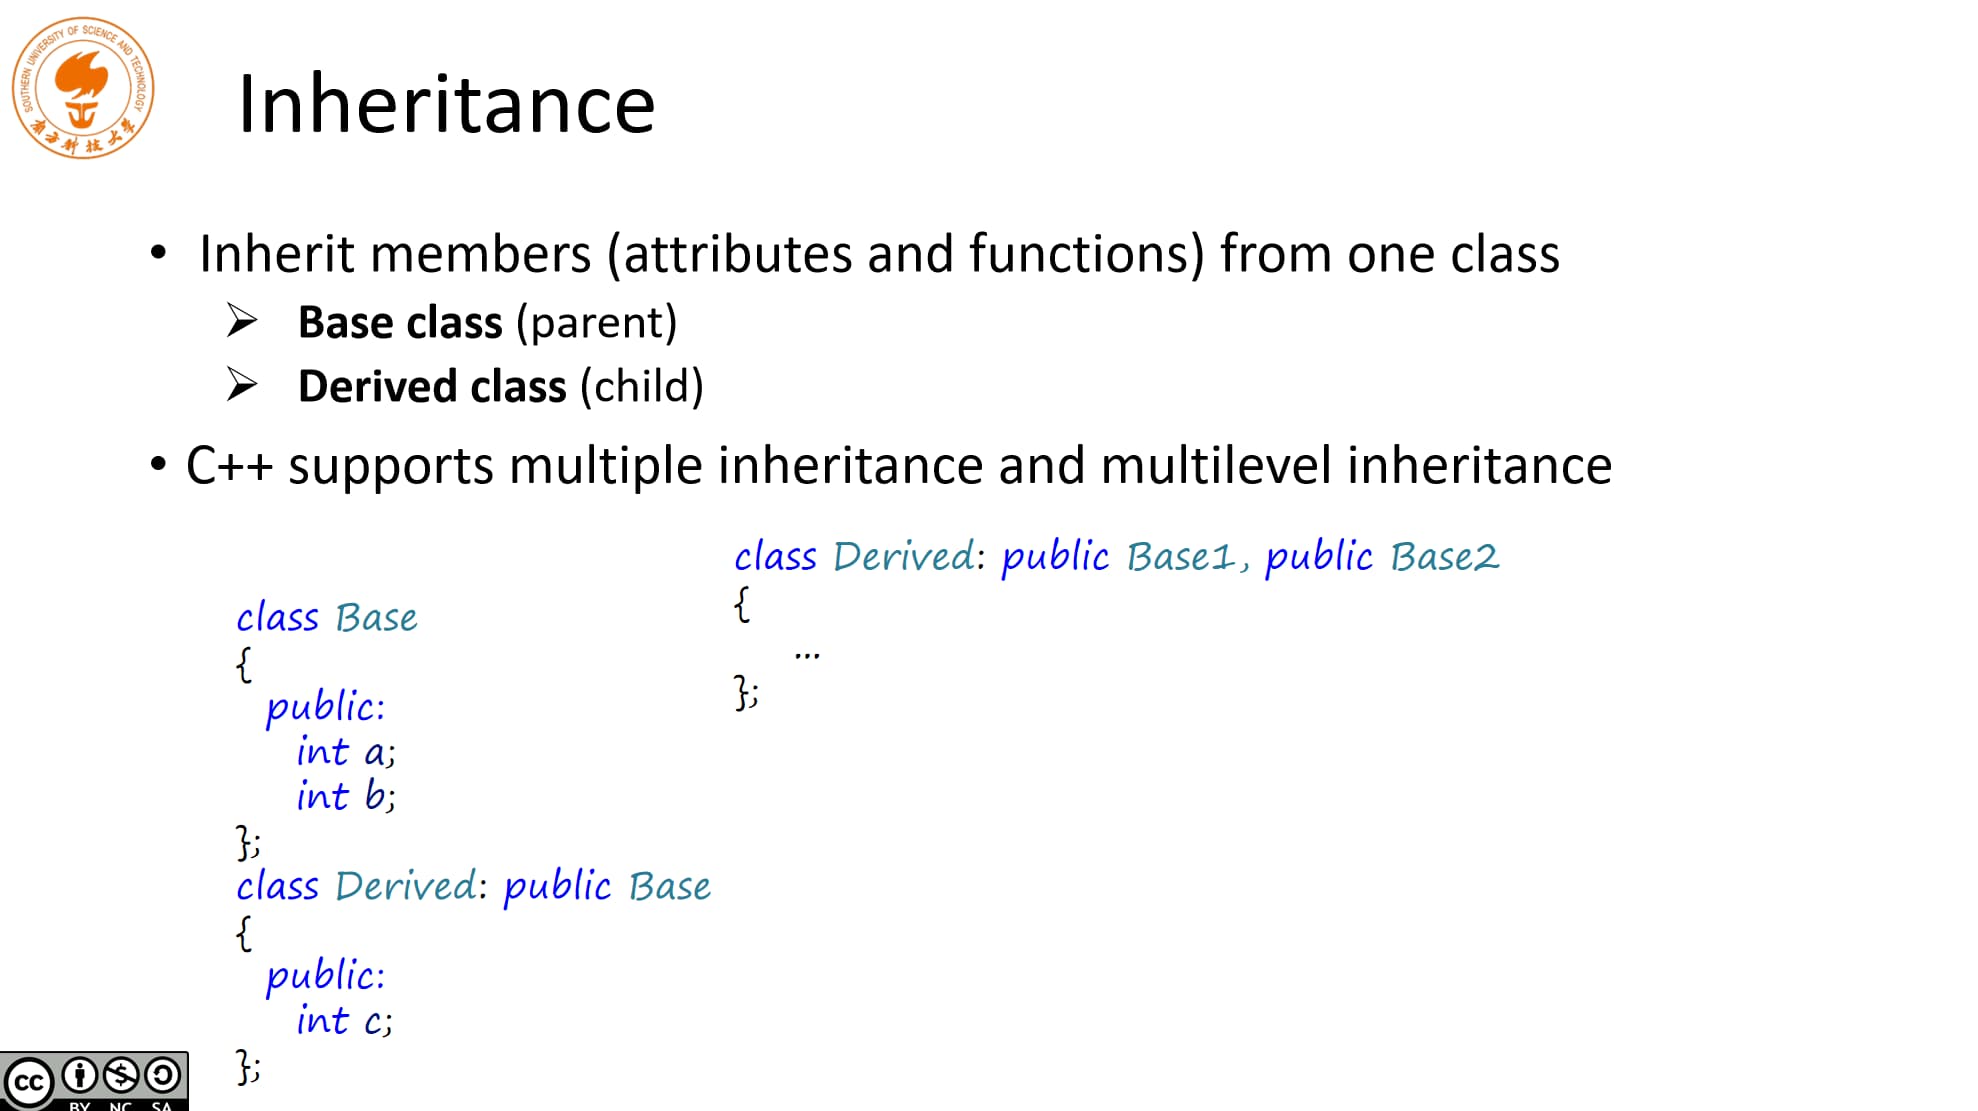 SOUTHERN UNIVERSITY OF SCIENCE AND TECHNOLOGY
南方科技大学
Inheritance
• Inherit members (attributes and functions) from one class
➢ Base class (parent)
➢ Derived class (child)
• C++ supports multiple inheritance and multilevel inheritance
class Base
{
public:
int a;
int b;
};
class Derived: public Base
{
public:
int c;
};
class Derived: public Base1, public Base2
{
...
};
cc
BY NC SA